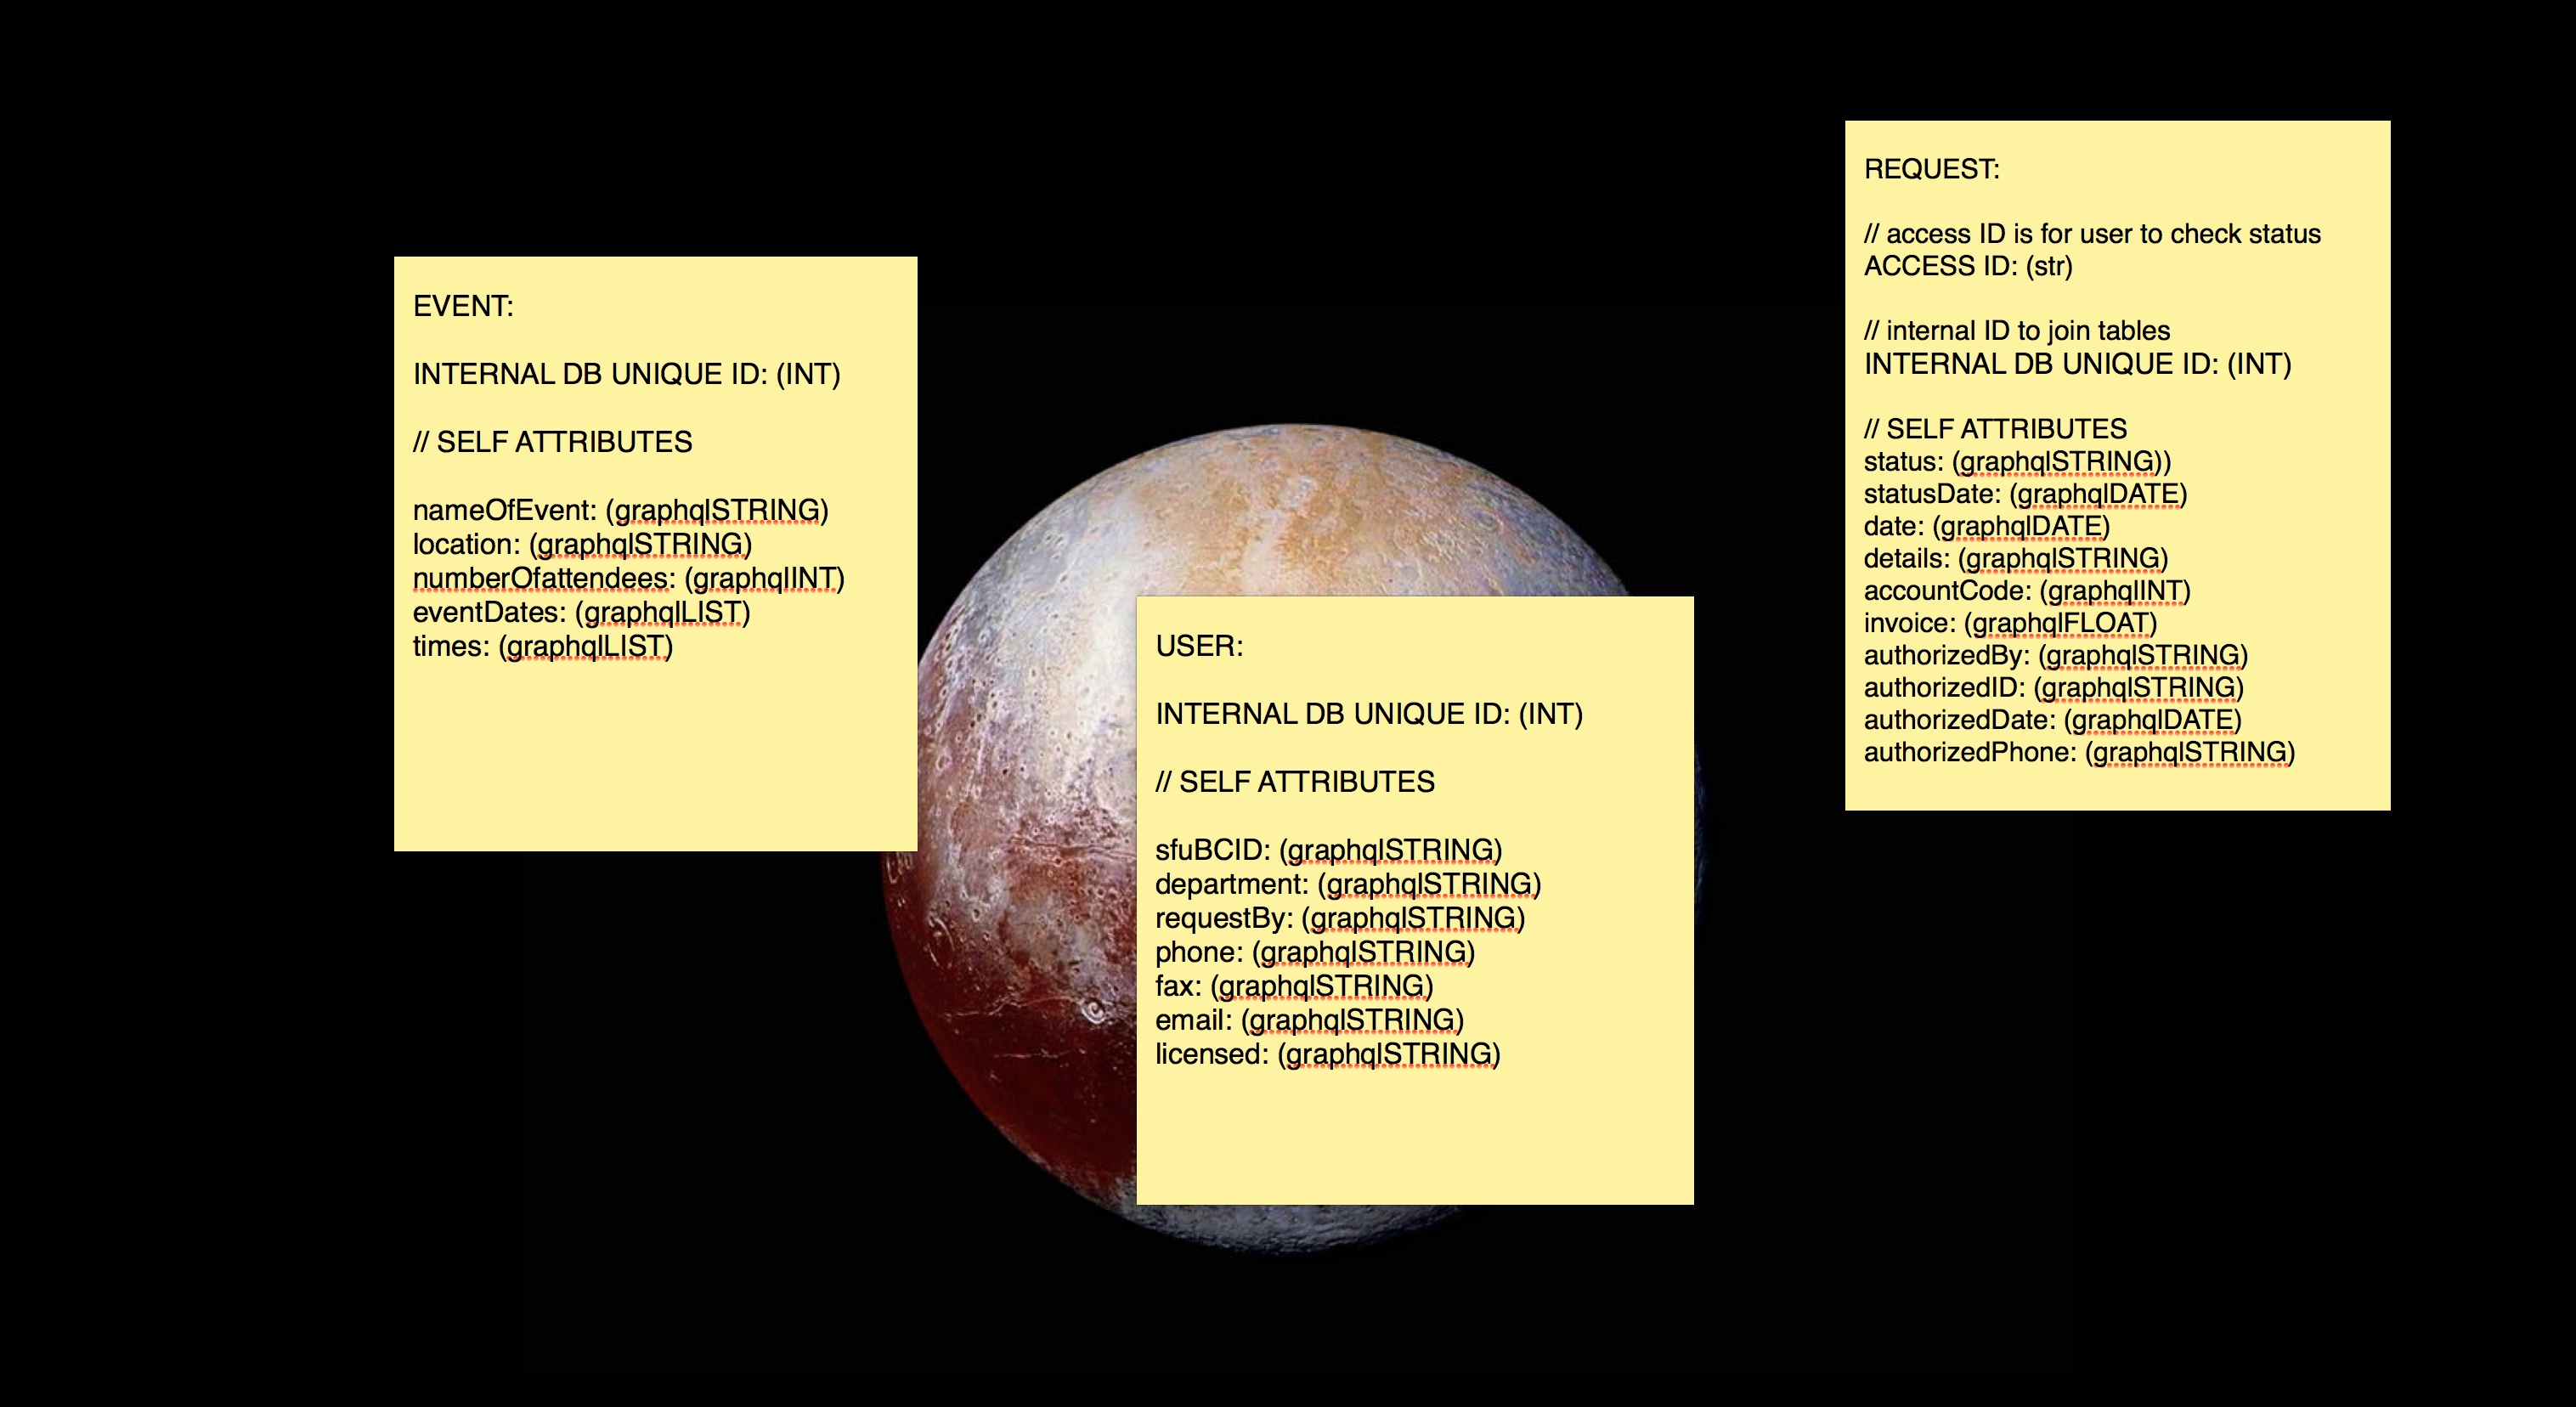 EVENT:
INTERNAL DB UNIQUE ID: (INT)
// SELF ATTRIBUTES
nameOfEvent: (graphqlSTRING)
location: (graphqlSTRING)
numberOfattendees: (graphqlINT)
eventDates: (graphqlLIST)
times: (graphqlLIST)
USER:
INTERNAL DB UNIQUE ID: (INT)
// SELF ATTRIBUTES
sfuBCID: (graphqlSTRING)
department: (graphqlSTRING)
requestBy: (graphqlSTRING)
phone: (graphqlSTRING)
fax: (graphqlSTRING)
email: (graphqlSTRING)
licensed: (graphqlSTRING)
REQUEST:
// access ID is for user to check status
ACCESS ID: (str)
// internal ID to join tables
INTERNAL DB UNIQUE ID: (INT)
// SELF ATTRIBUTES
status: (graphqlSTRING))
statusDate: (graphqlDATE)
date: (graphqlDATE)
details: (graphqlSTRING)
accountCode: (graphqlINT)
invoice: (graphqlFLOAT)
authorizedBy: (graphqlSTRING)
authorizedID: (graphqlSTRING)
authorizedDate: (graphqlDATE)
authorizedPhone: (graphqlSTRING)